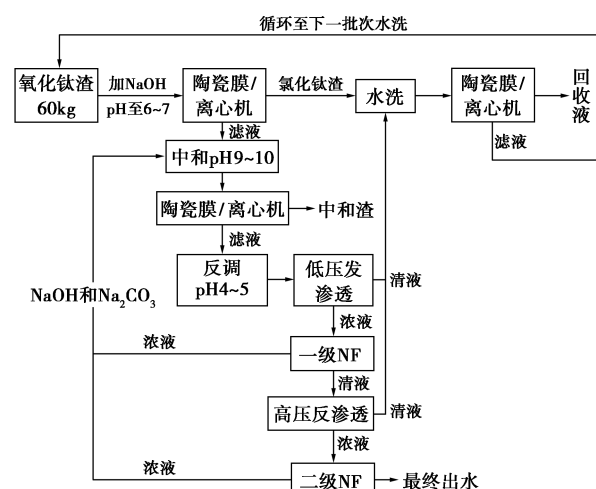 循环至下一批次水洗
氧化钛渣
60kg
加NaOH
pH至6~7
陶瓷膜/
离心机
氯化钛渣
水洗
陶瓷膜/
离心机
回收液
滤液
滤液
中和pH9~10
陶瓷膜/离心机
中和渣
滤液
反调
pH4~5
低压发
渗透
清液
NaOH和Na₂CO₃
浓液
浓液
一级NF
清液
高压反渗透
清液
浓液
浓液
二级NF
最终出水